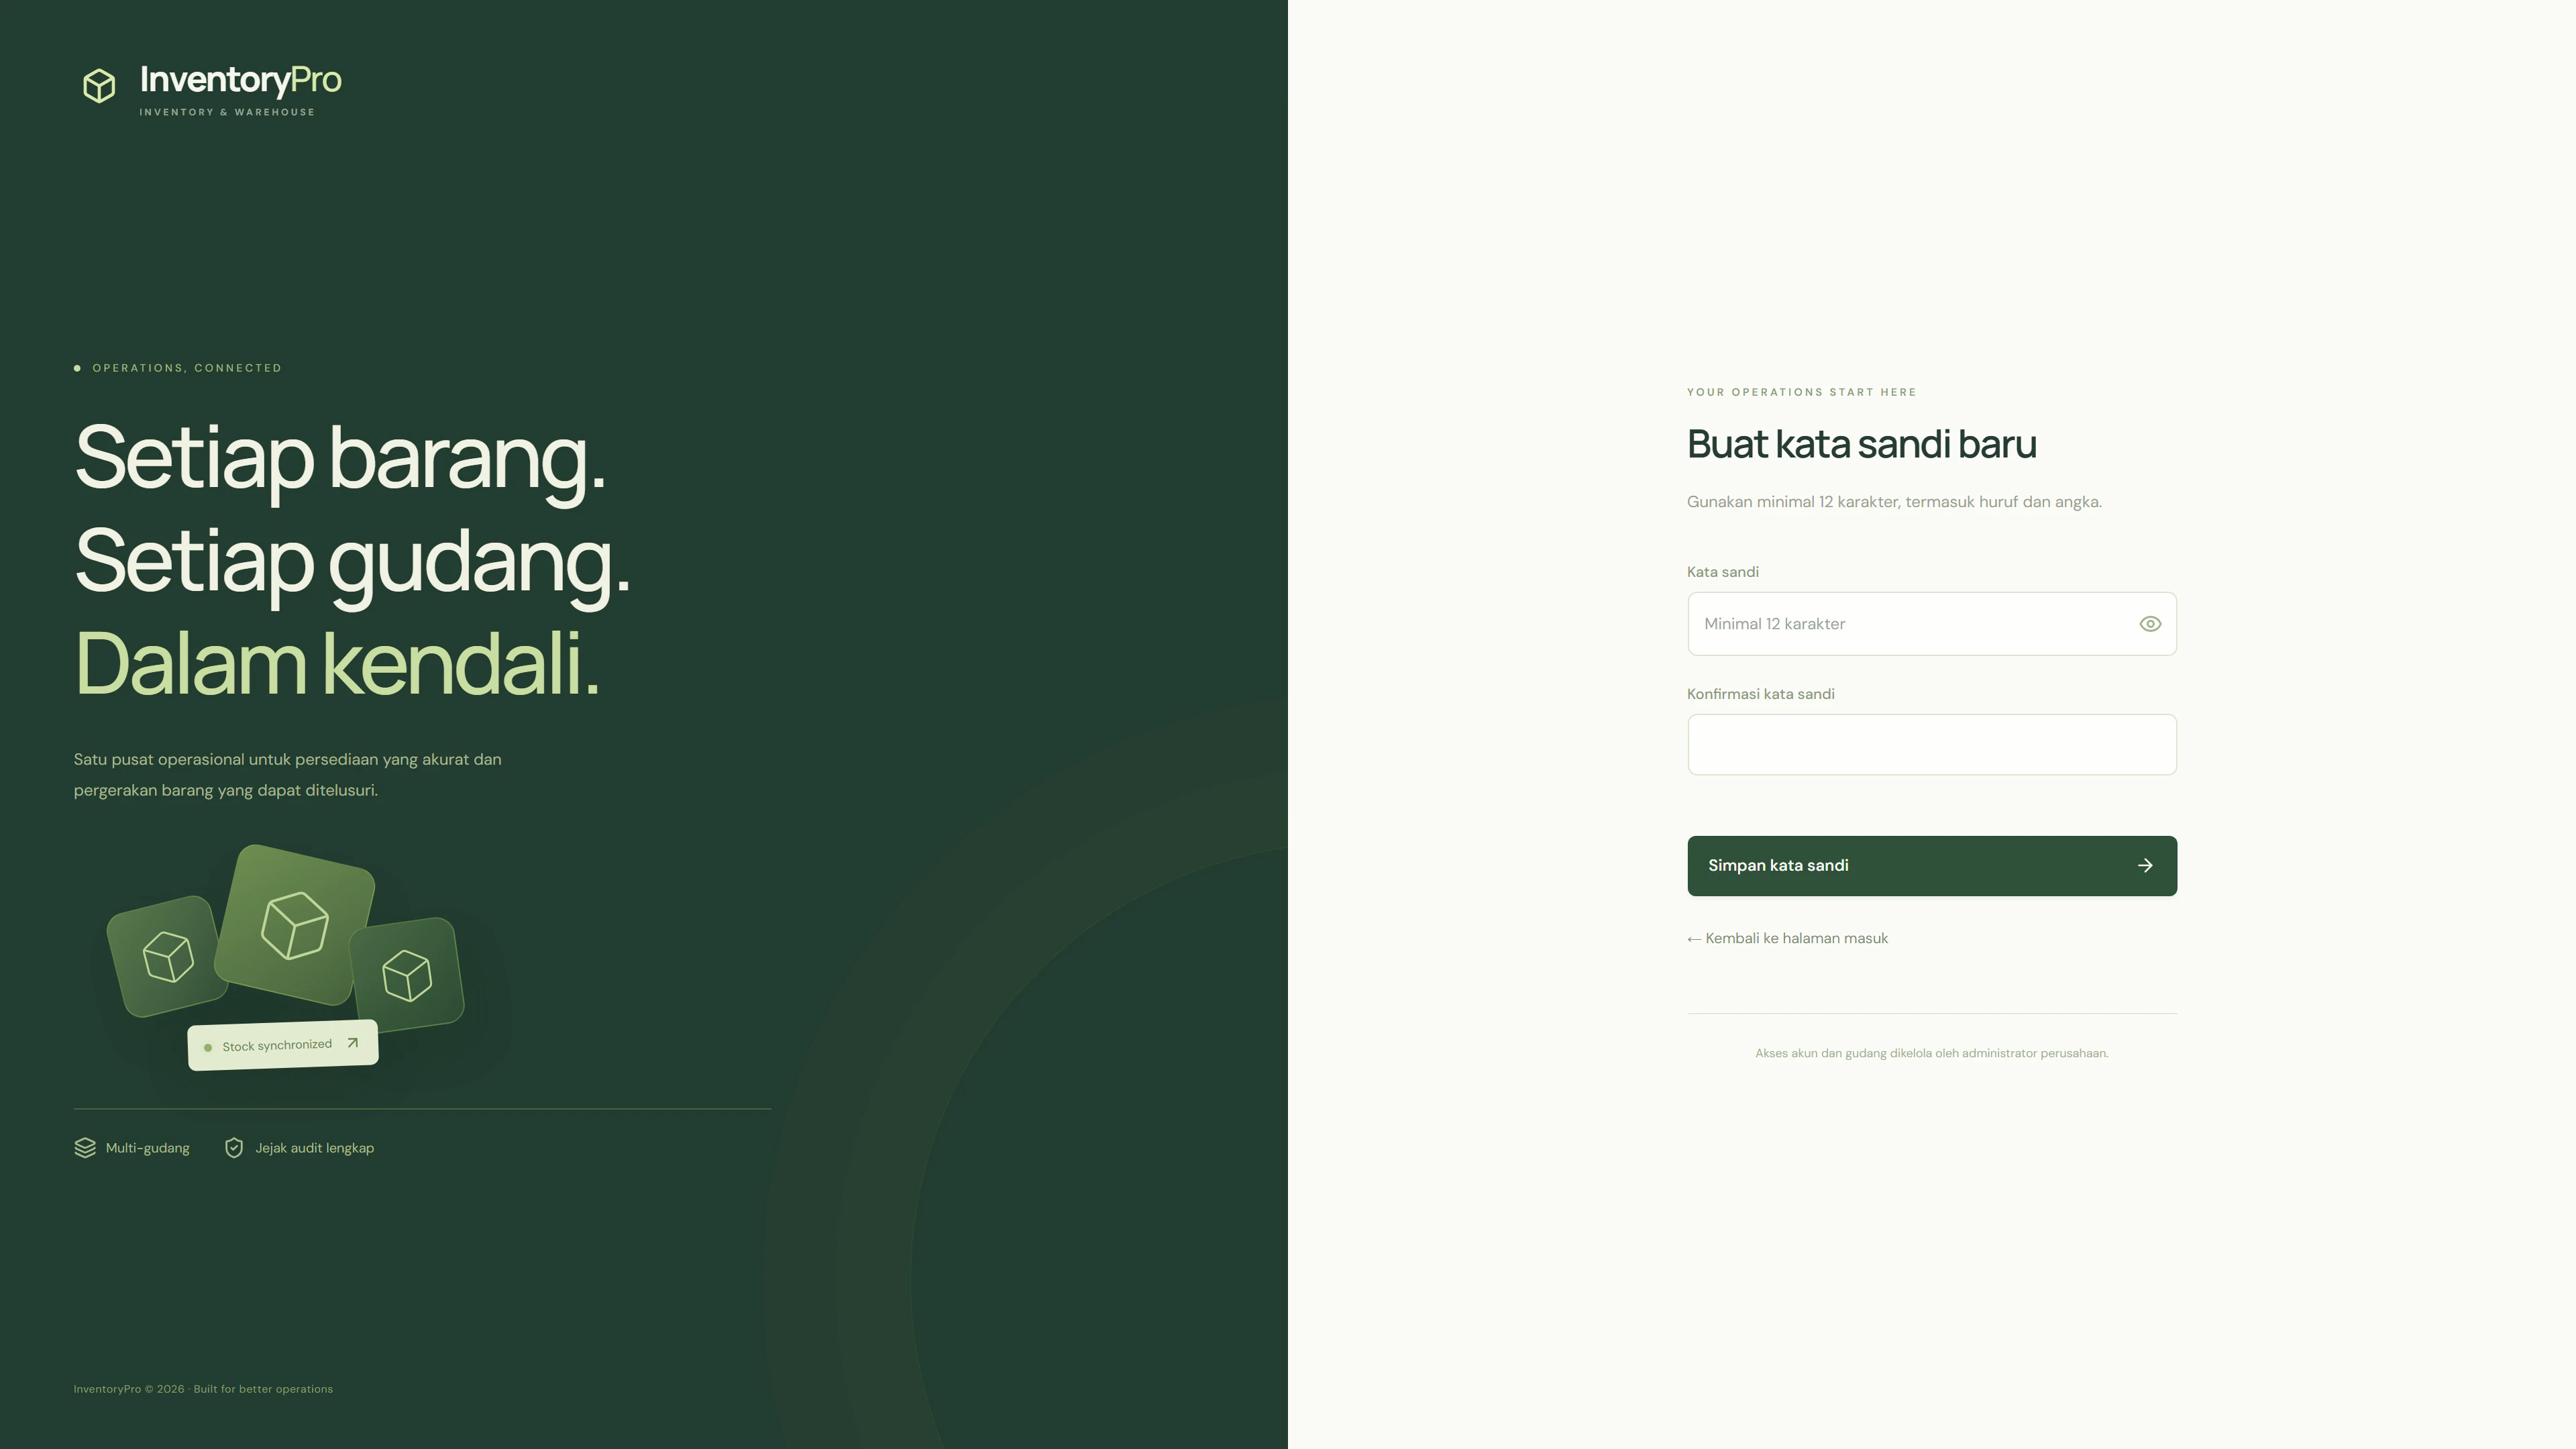 InventoryPro
INVENTORY & WAREHOUSE
OPERATIONS, CONNECTED
Setiap barang.
Setiap gudang.
Dalam kendali.
Satu pusat operasional untuk persediaan yang akurat dan
pergerakan barang yang dapat ditelusuri.
Stock synchronized
Multi-gudang
Jejak audit lengkap
InventoryPro © 2026 · Built for better operations
YOUR OPERATIONS START HERE
Buat kata sandi baru
Gunakan minimal 12 karakter, termasuk huruf dan angka.
Kata sandi
Minimal 12 karakter
Konfirmasi kata sandi
Simpan kata sandi
← Kembali ke halaman masuk
Akses akun dan gudang dikelola oleh administrator perusahaan.